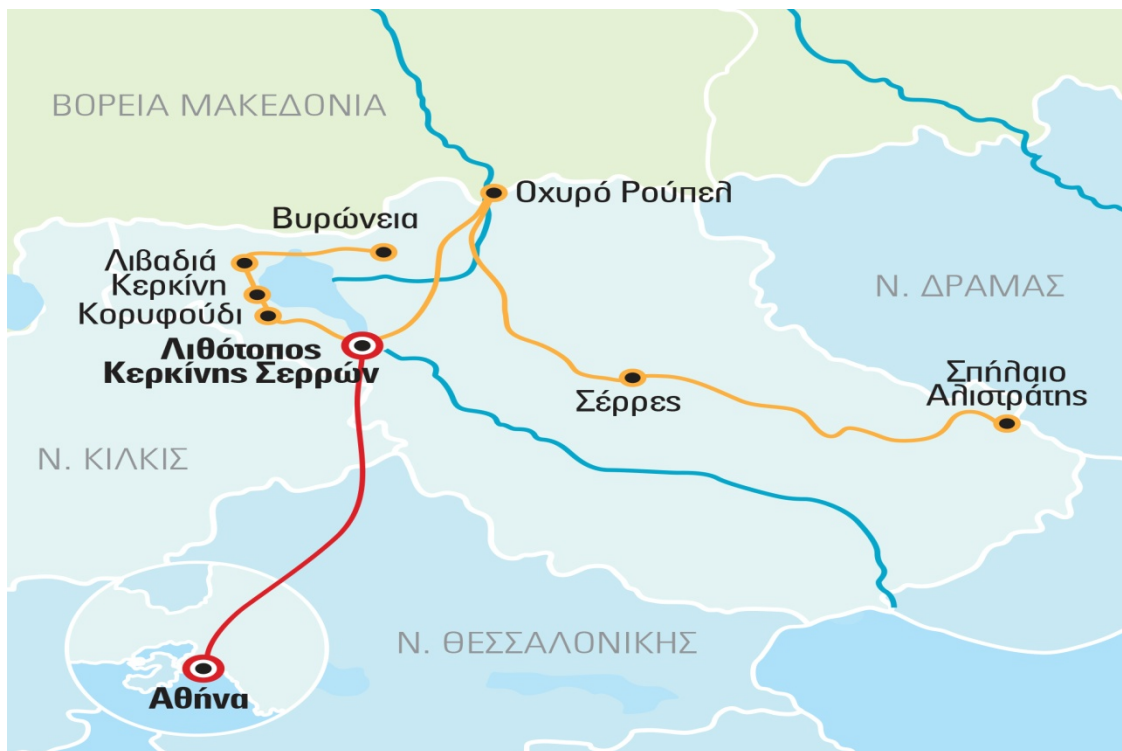 ΒΟΡΕΙΑ ΜΑΚΕΔΟΝΙΑ
Οχυρό Ρούπελ
Βυρώνεια
Λιβαδιά
Κερκίνη
Κορυφούδι
Ν. ΔΡΑΜΑΣ
Λιθότοπος
Κερκίνης Σερρών
Σέρρες
Σπήλαιο
Αλιστράτης
Ν. ΚΙΛΚΙΣ
Ν. ΘΕΣΣΑΛΟΝΙΚΗΣ
Αθήνα